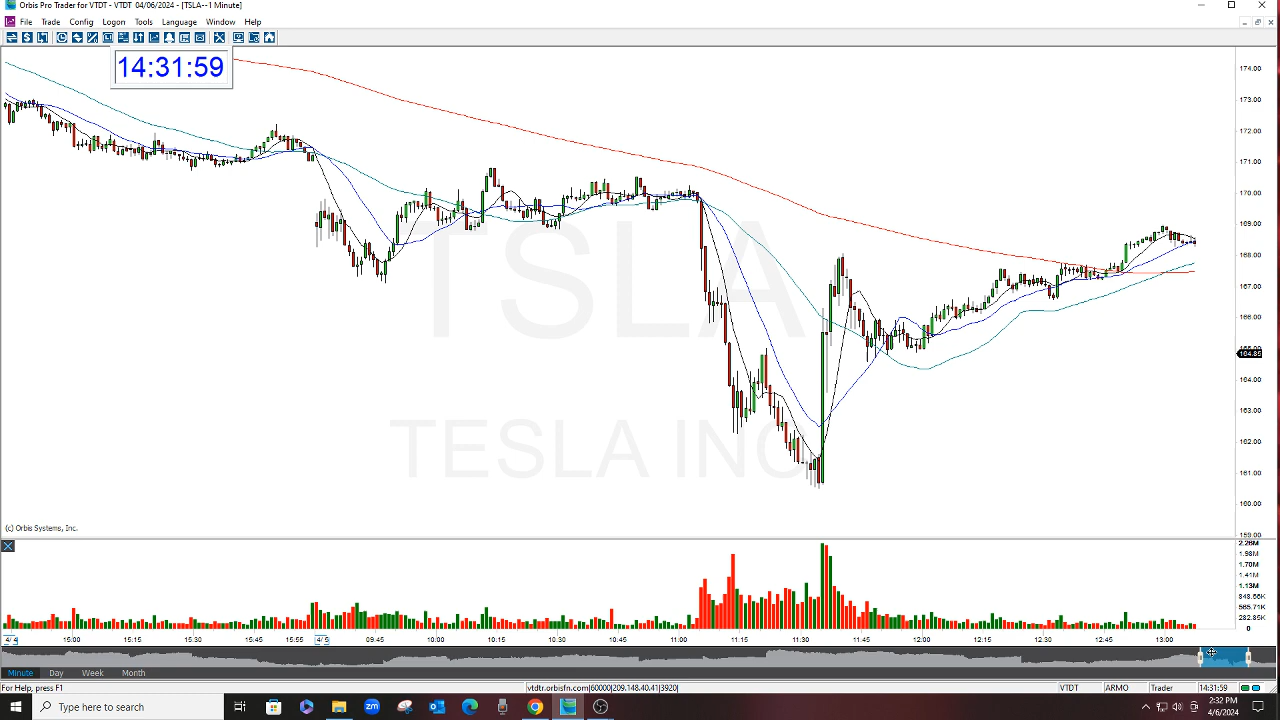 Orbis Pro Trader for VTDT - VTDT 04/06/2024 - [TSLA--1 Minute]
File Trade Config Logon Tools Language Window Help
14:31:59
174.00
173.00
172.00
171.00
170.00
169.00
168.00
167.00
166.00
165.00
164.85
164.00
163.00
162.00
161.00
160.00
159.00
TSLA
TESLA INC
(c) Orbis Systems, Inc.
2.26M
1.98M
1.70M
1.41M
1.13M
848.56K
565.71K
282.85K
0
4/4 15:00 15:15 15:30 15:45 15:55 4/5 09:45 10:00 10:15 10:30 10:45 11:00 11:15 11:30 11:45 12:00 12:15 12:30 12:45 13:00
Minute Day Week Month
For Help, press F1 vtdtr.orbisfn.com|60000|209.148.40.41|3920| VTDT ARMO Trader 14:31:59
Type here to search
zm
2:32 PM
4/6/2024